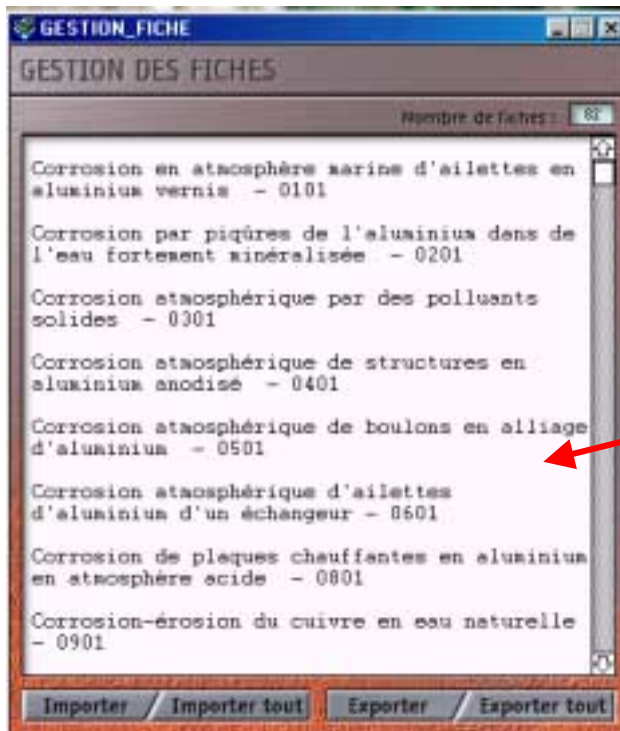 GESTION_FICHE
GESTION DES FICHES
Nombre de fiches : 82
Corrosion en atmosphère marine d'ailettes en
aluminium vernis - 0101
Corrosion par piqûres de l'aluminium dans de
l'eau fortement minéralisée - 0201
Corrosion atmosphérique par des polluants
solides - 0301
Corrosion atmosphérique de structures en
aluminium anodisé - 0401
Corrosion atmosphérique de boulons en alliage
d'aluminium - 0501
Corrosion atmosphérique d'ailettes
d'aluminium d'un échangeur - 0601
Corrosion de plaques chauffantes en aluminium
en atmosphère acide - 0801
Corrosion-érosion du cuivre en eau naturelle
- 0901
Importer / Importer tout Exporter / Exporter tout